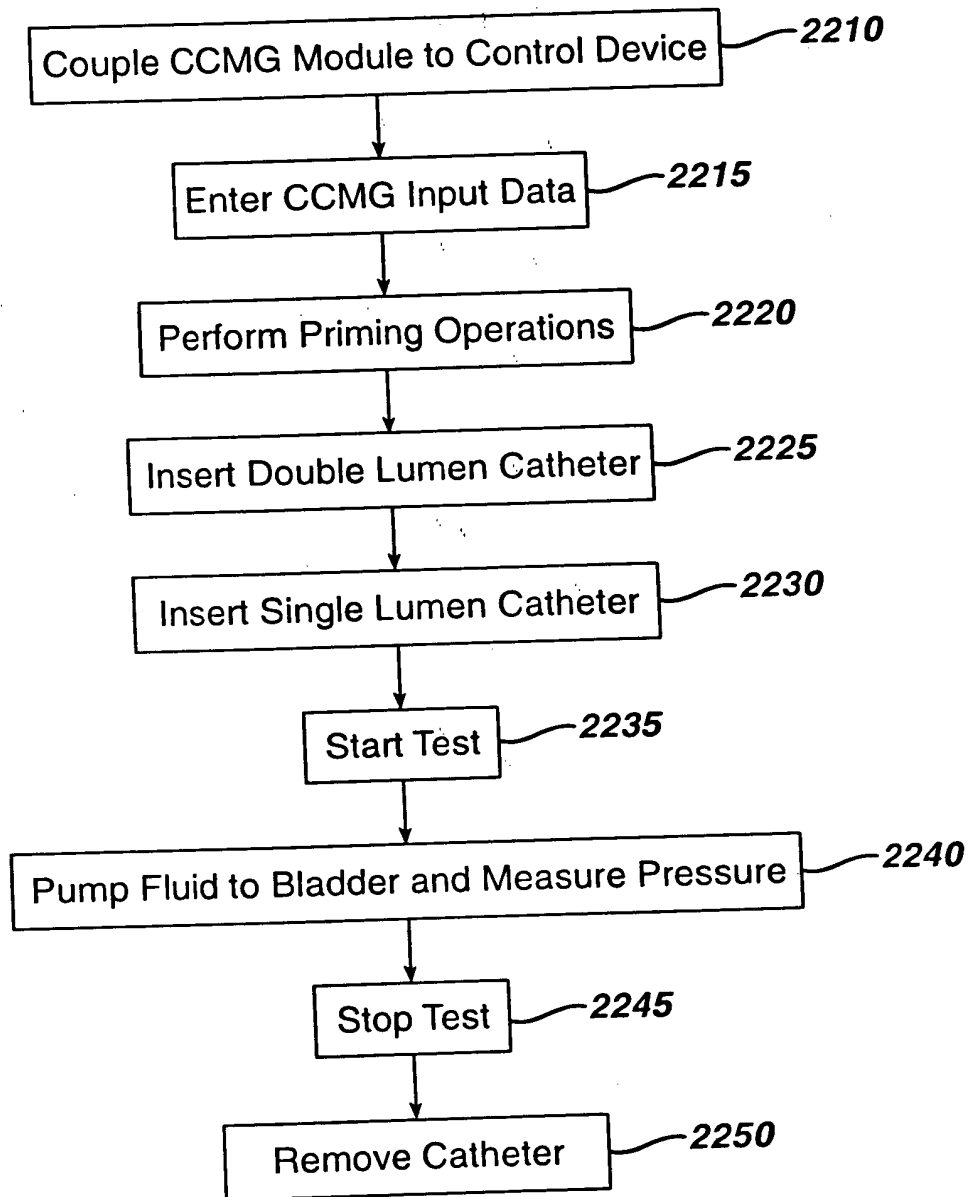 Couple CCMG Module to Control Device 2210
Enter CCMG Input Data 2215
Perform Priming Operations 2220
Insert Double Lumen Catheter 2225
Insert Single Lumen Catheter 2230
Start Test 2235
Pump Fluid to Bladder and Measure Pressure 2240
Stop Test 2245
Remove Catheter 2250